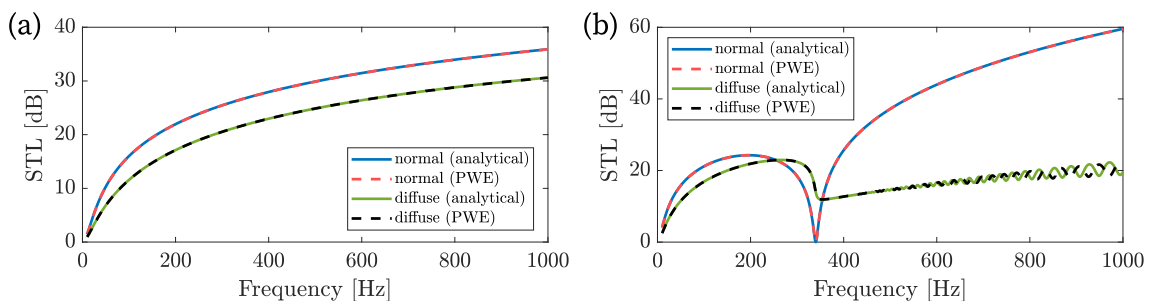 (a)
STL [dB]
40
30
20
10
0
normal (analytical)
normal (PWE)
diffuse (analytical)
diffuse (PWE)
0 200 400 600 800 1000
Frequency [Hz]
(b)
STL [dB]
60
40
20
0
normal (analytical)
normal (PWE)
diffuse (analytical)
diffuse (PWE)
0 200 400 600 800 1000
Frequency [Hz]